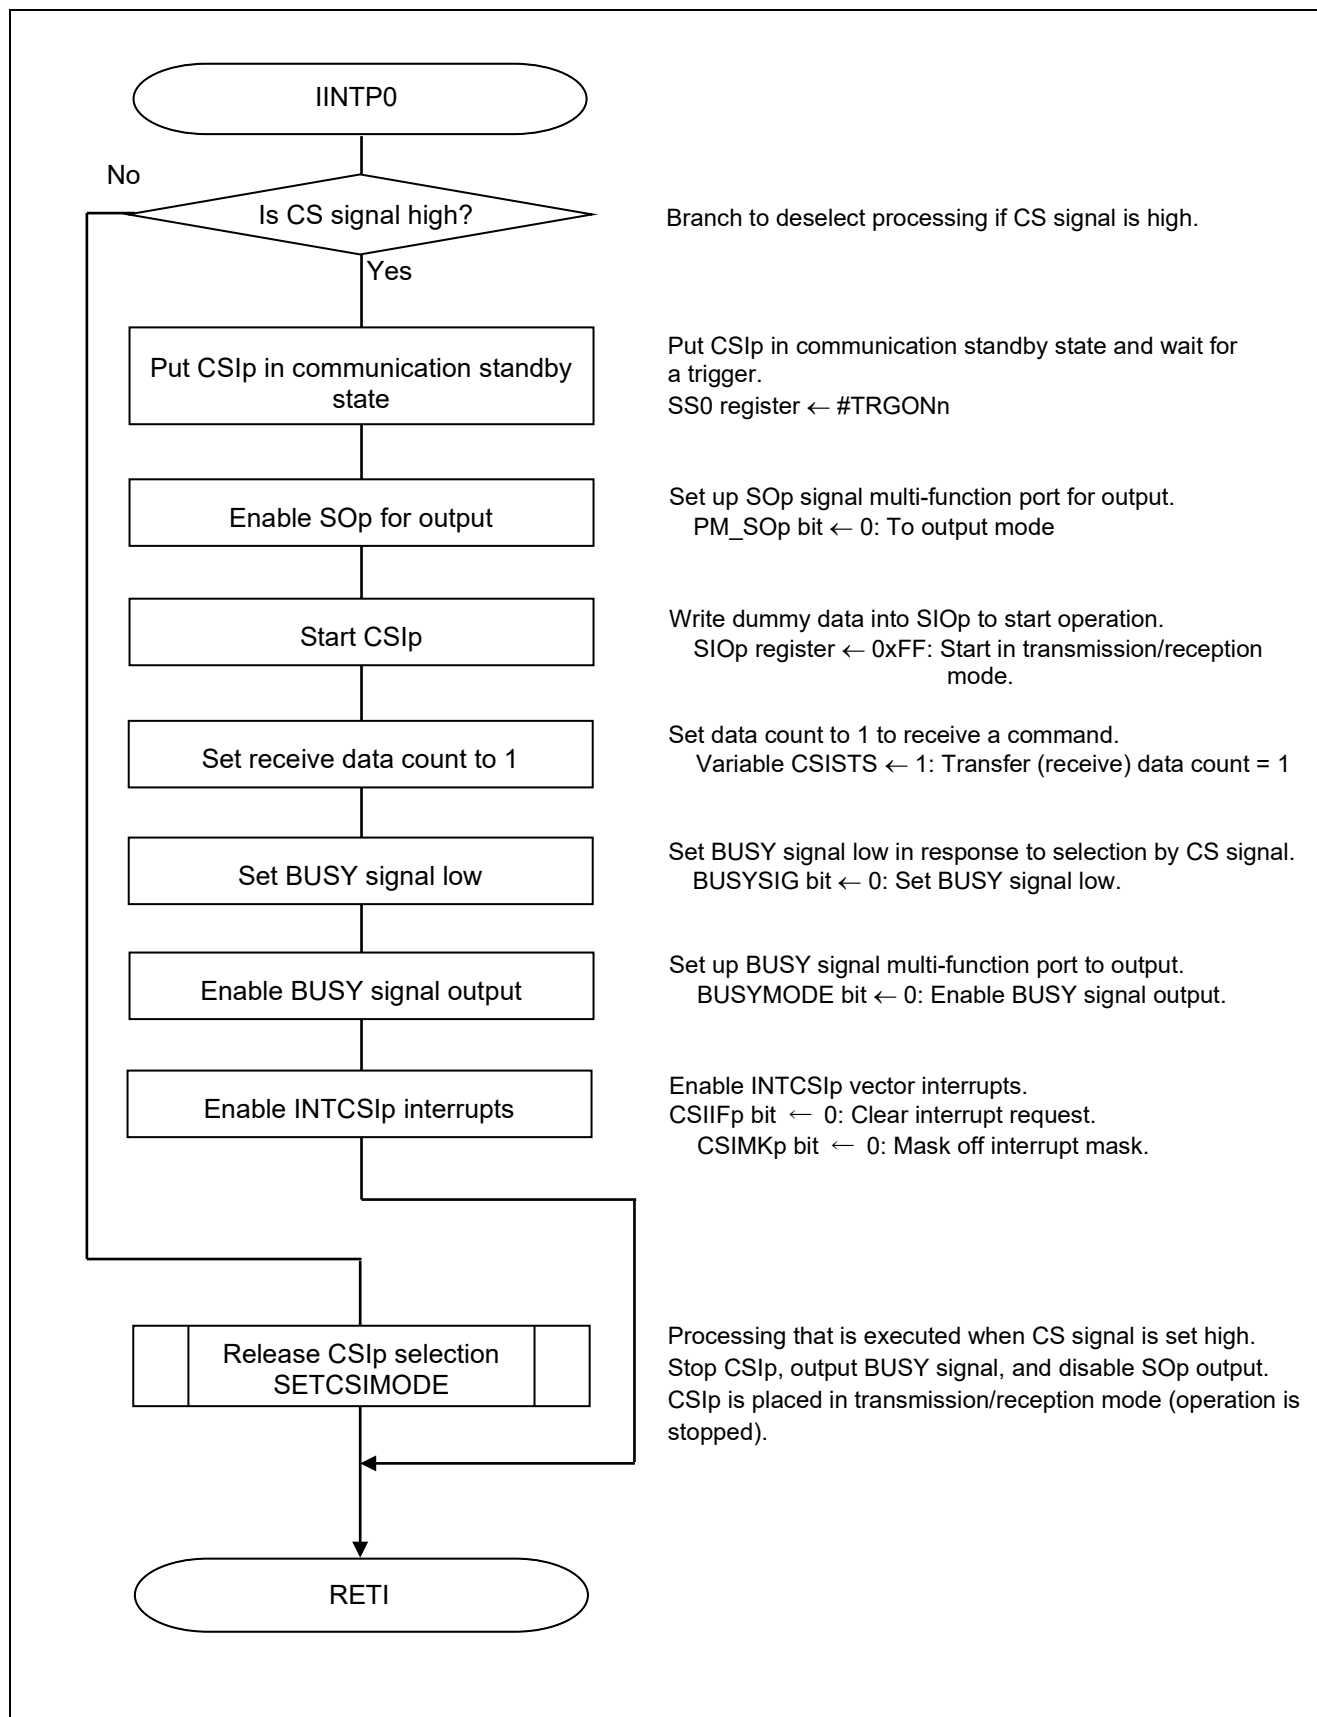 IINTP0
No
Is CS signal high?
Branch to deselect processing if CS signal is high.
Yes
Put CSIp in communication standby
state
Put CSIp in communication standby state and wait for
a trigger.
SS0 register ← #TRGONn
Enable SOp for output
Set up SOp signal multi-function port for output.
PM_SOp bit ← 0: To output mode
Start CSIp
Write dummy data into SIOp to start operation.
SIOp register ← 0xFF: Start in transmission/reception
mode.
Set receive data count to 1
Set data count to 1 to receive a command.
Variable CSISTS ← 1: Transfer (receive) data count = 1
Set BUSY signal low
Set BUSY signal low in response to selection by CS signal.
BUSYSIG bit ← 0: Set BUSY signal low.
Enable BUSY signal output
Set up BUSY signal multi-function port to output.
BUSYMODE bit ← 0: Enable BUSY signal output.
Enable INTCSIp interrupts
Enable INTCSIp vector interrupts.
CSIIFp bit ← 0: Clear interrupt request.
CSIMKp bit ← 0: Mask off interrupt mask.
Release CSIp selection
SETCSIMODE
Processing that is executed when CS signal is set high.
Stop CSIp, output BUSY signal, and disable SOp output.
CSIp is placed in transmission/reception mode (operation is
stopped).
RETI